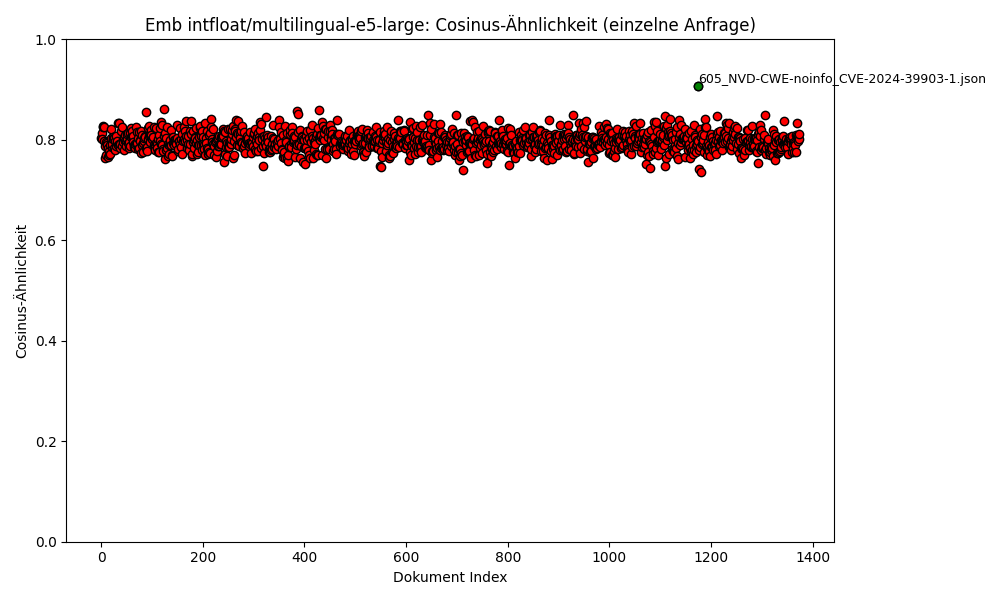 Emb intfloat/multilingual-e5-large: Cosinus-Ähnlichkeit (einzelne Anfrage)
1.0
605_NVD-CWE-noinfo_CVE-2024-39903-1.json
0.8
0.6
Cosinus-Ähnlichkeit
0.4
0.2
0.0
0 200 400 600 800 1000 1200 1400
Dokument Index